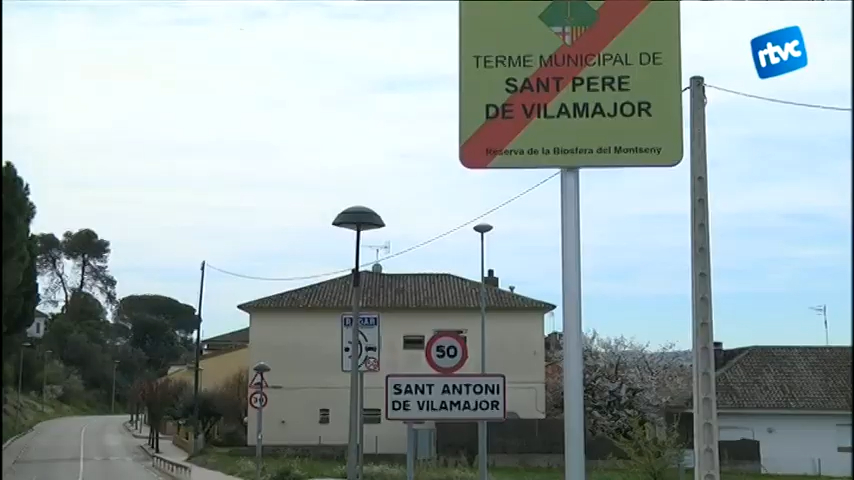 rtvc
TERME MUNICIPAL DE
SANT PERE
DE VILAMAJOR
Reserva de la Biosfera del Montseny
RADAR
50
SANT ANTONI
DE VILAMAJOR
30